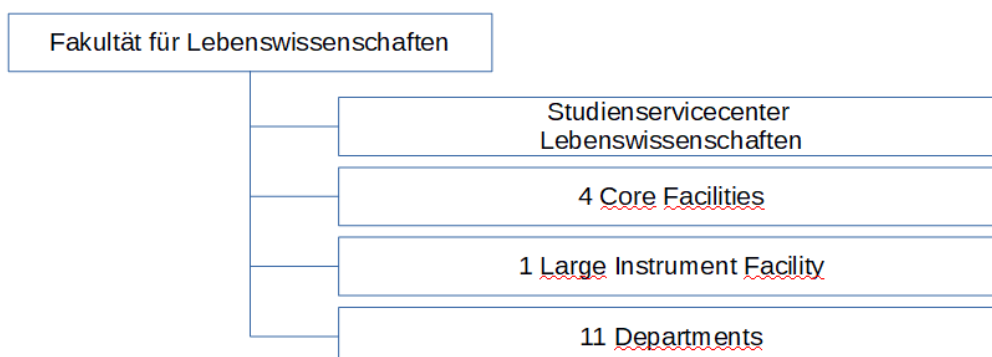 Fakultät für Lebenswissenschaften
Studienservicecenter
Lebenswissenschaften
4 Core Facilities
1 Large Instrument Facility
11 Departments